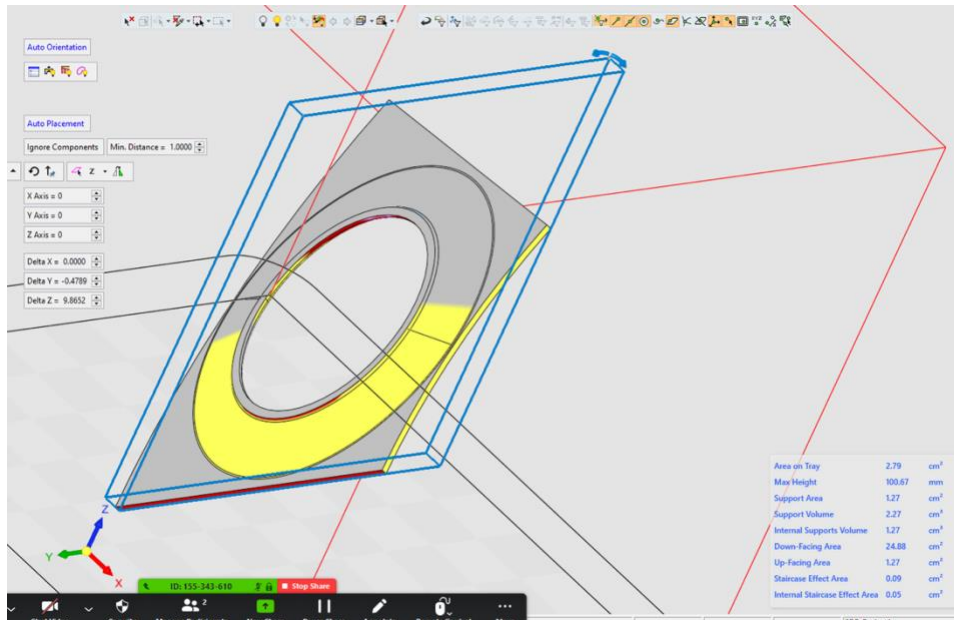 XYZ
Auto Orientation
Auto Placement
Ignore Components Min. Distance = 1.0000
Z
X Axis = 0
Y Axis = 0
Z Axis = 0
Delta X = 0.0000
Delta Y = -0.4789
Delta Z = 9.8652
Area on Tray 2.79 cm²
Max Height 100.67 mm
Support Area 1.27 cm²
Support Volume 2.27 cm³
Internal Supports Volume 1.27 cm³
Down-Facing Area 24.88 cm²
Up-Facing Area 1.27 cm²
Staircase Effect Area 0.09 cm²
Internal Staircase Effect Area 0.05 cm²
Z
Y
X
ID: 155-343-610 Stop Share
2